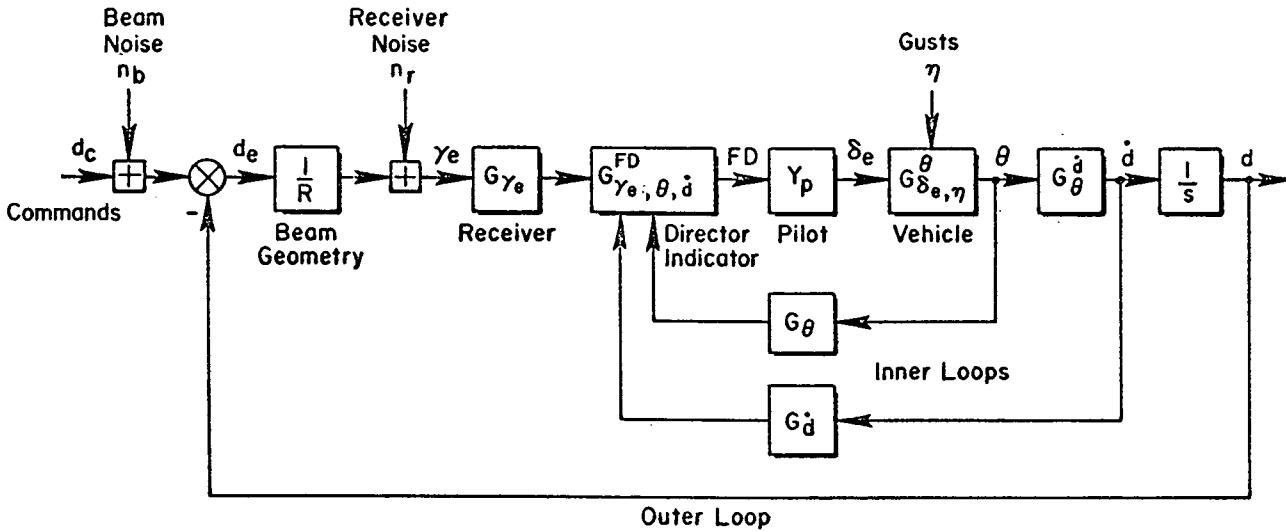 Beam
Noise
n_b
Receiver
Noise
n_r
Gusts
η
d_c
+
d_e
1
R
+
γ_e
G_γe
G^FD_γe;,θ,ḋ
FD
Y_p
δ_e
G^θ_δe,η
θ
G^ḋ_θ
ḋ
1
s
d
Commands
-
Beam
Geometry
Receiver
Director
Indicator
Pilot
Vehicle
G_θ
Inner Loops
G_ḋ
Outer Loop